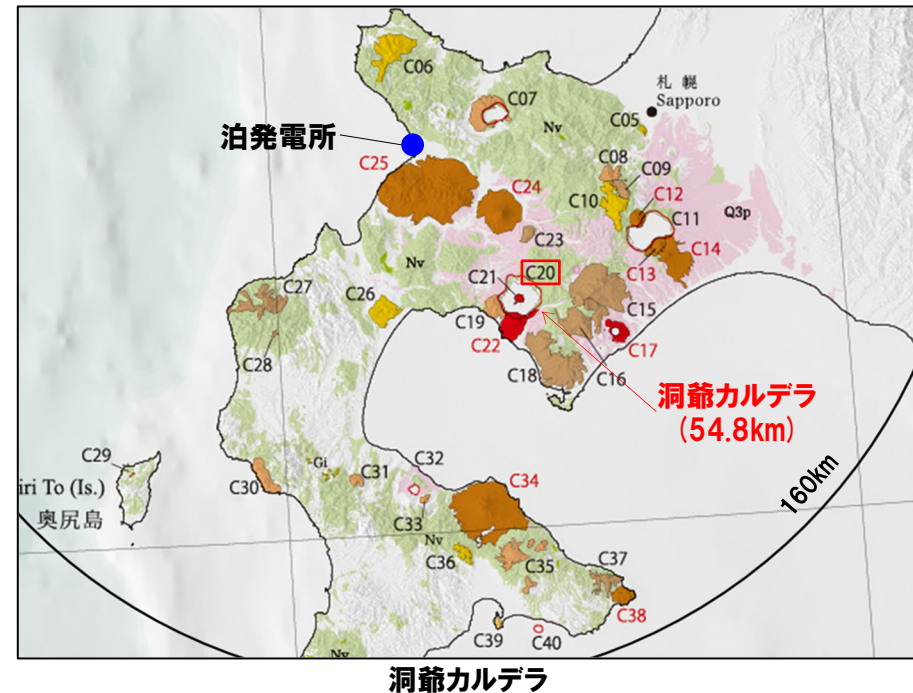 C06
C07
札幌
Sapporo
C05
Nv
泊発電所
C25
C24
C08
C09
C10
C12
C11
Q3p
C23
C13
C14
Nv
C20
C21
C27
C26
C15
C19
C22
C17
C28
C18
C16
洞爺カルデラ
(54.8km)
C29
C32
Gi
C31
C34
160km
iri To (Is.)
C30
奥尻島
C33
Nv
C36
C35
C37
C38
C39
C40
Nv
洞爺カルデラ